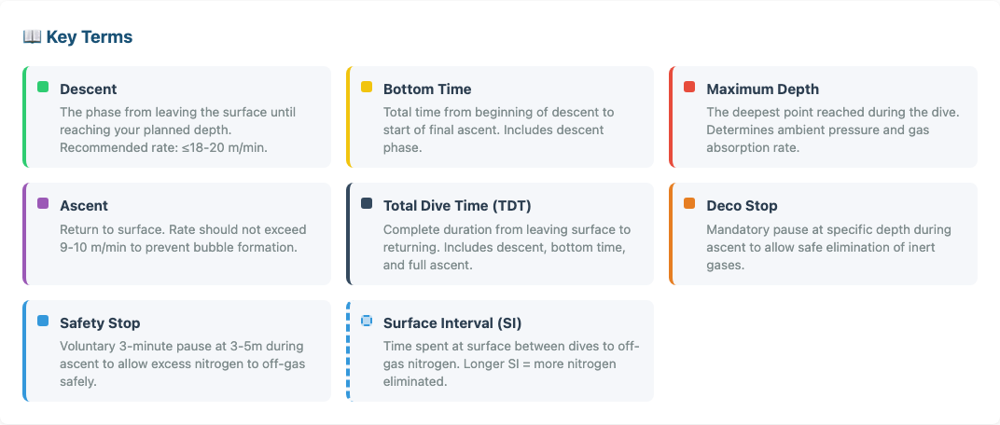 📖 Key Terms
Descent
The phase from leaving the surface until
reaching your planned depth.
Recommended rate: ≤18-20 m/min.
Bottom Time
Total time from beginning of descent to
start of final ascent. Includes descent
phase.
Maximum Depth
The deepest point reached during the dive.
Determines ambient pressure and gas
absorption rate.
Ascent
Return to surface. Rate should not exceed
9-10 m/min to prevent bubble formation.
Total Dive Time (TDT)
Complete duration from leaving surface to
returning. Includes descent, bottom time,
and full ascent.
Deco Stop
Mandatory pause at specific depth during
ascent to allow safe elimination of inert
gases.
Safety Stop
Voluntary 3-minute pause at 3-5m during
ascent to allow excess nitrogen to off-gas
safely.
Surface Interval (SI)
Time spent at surface between dives to off-
gas nitrogen. Longer SI = more nitrogen
eliminated.